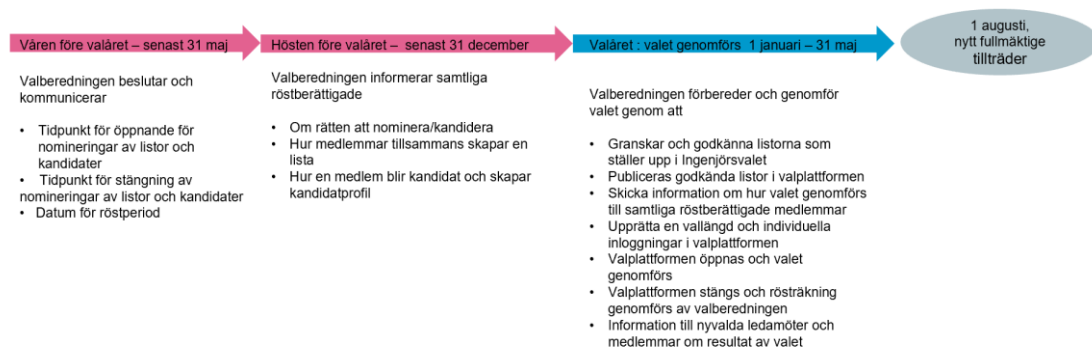 Våren före valåret – senast 31 maj
Valberedningen beslutar och
kommunicerar
• Tidpunkt för öppnande för
nomineringar av listor och
kandidater
• Tidpunkt för stängning av
nomineringar av listor och kandidater
• Datum för röstperiod
Hösten före valåret – senast 31 december
Valberedningen informerar samtliga
röstberättigade
• Om rätten att nominera/kandidera
• Hur medlemmar tillsammans skapar en
lista
• Hur en medlem blir kandidat och skapar
kandidatprofil
Valåret : valet genomförs 1 januari – 31 maj
Valberedningen förbereder och genomför
valet genom att
• Granskar och godkänna listorna som
ställer upp i Ingenjörsvalet
• Publiceras godkända listor i valplattformen
• Skicka information om hur valet genomförs
till samtliga röstberättigade medlemmar
• Upprätta en vallängd och individuella
inloggningar i valplattformen
• Valplattformen öppnas och valet
genomförs
• Valplattformen stängs och rösträkning
genomförs av valberedningen
• Information till nyvalda ledamöter och
medlemmar om resultat av valet
1 augusti,
nytt fullmäktige
tillträder